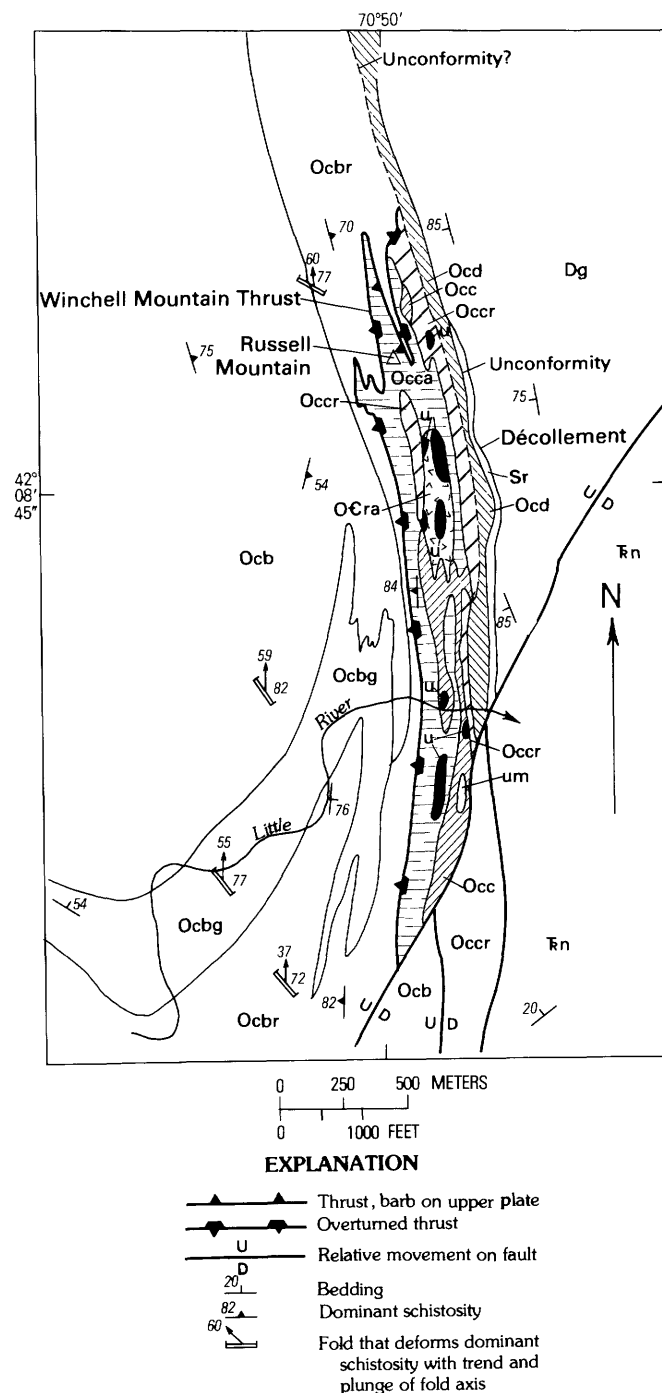 70°50'
Unconformity?
Ocbr
70
85
60
77
Ocd
Occ
Dg
Winchell Mountain Thrust
Occr
u
Russell
Mountain
Unconformity
75
Occa
75
Occr
u
Décollement
42°
08'
45"
54
Sr
U
D
OЄra
Ocd
Ocb
u
Ꞧn
84
85
N
59
82
Ocbg
u
River
u
Occr
um
76
Little
55
77
54
Ocbg
Occ
Occr
Ꞧn
37
72
Ocb
20
Ocbr
82
U
D
U
D
0 250 500 METERS
0 1000 FEET
EXPLANATION
Thrust, barb on upper plate
Overturned thrust
U
Relative movement on fault
D
20
Bedding
82
Dominant schistosity
60
Fold that deforms dominant
schistosity with trend and
plunge of fold axis